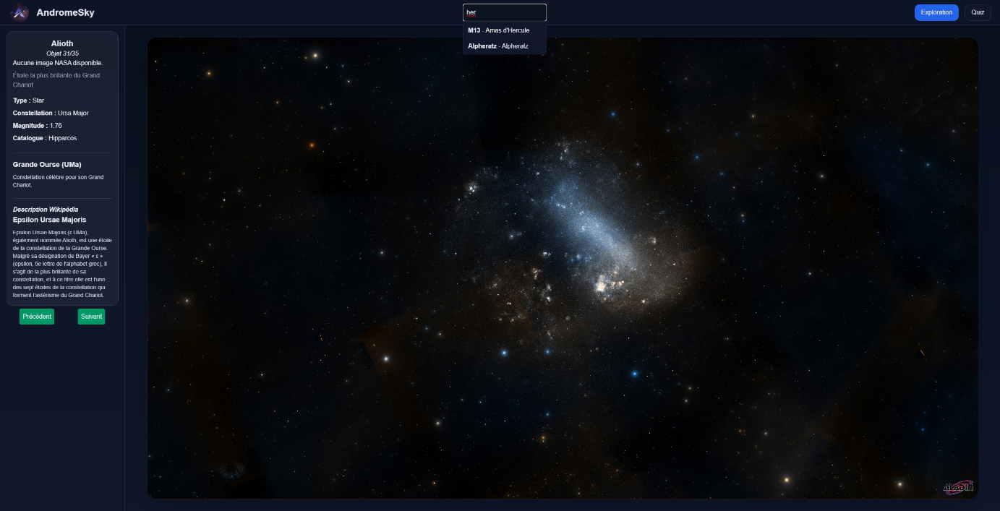 AndromeSky
her
Exploration
Quiz
M13 - Amas d'Hercule
Alpheratz - Alpheratz
Alioth
Objet 31/35
Aucune image NASA disponible.
Étoile la plus brillante du Grand
Chariot.
Type : Star
Constellation : Ursa Major
Magnitude : 1.76
Catalogue : Hipparcos
Grande Ourse (UMa)
Constellation célèbre pour son Grand
Chariot.
Description Wikipédia
Epsilon Ursae Majoris
Epsilon Ursae Majoris (ε UMa),
également nommée Alioth, est une étoile
de la constellation de la Grande Ourse.
Malgré sa désignation de Bayer « ε »
(epsilon, 5e lettre de l'alphabet grec), il
s'agit de la plus brillante de sa
constellation, et à ce titre elle est l'une
des sept étoiles de la constellation qui
forment l'astérisme du Grand Chariot.
Précédent
Suivant
ALADIN